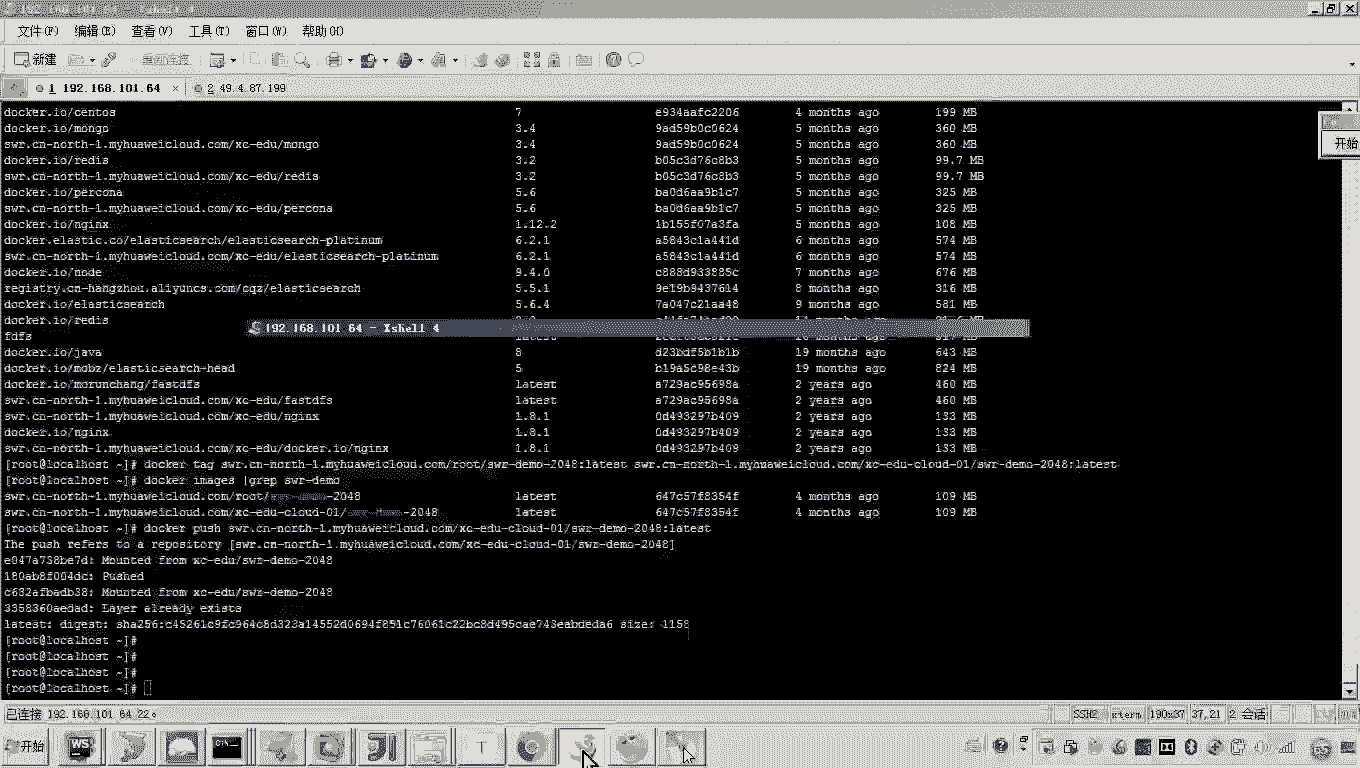 192.168.101.64 - Xshell 4
文件(F) 编辑(E) 查看(V) 工具(T) 窗口(W) 帮助(H)
新建 重新连接
1 192.168.101.64 × 2 49.4.87.199
docker.io/centos 7 e934aafc2206 4 months ago 199 MB
docker.io/mongo 3.4 9ad59b0c0624 5 months ago 360 MB
swr.cn-north-1.myhuaweicloud.com/xc-edu/mongo 3.4 9ad59b0c0624 5 months ago 360 MB
docker.io/redis 3.2 b05c3d76c8b3 5 months ago 99.7 MB
swr.cn-north-1.myhuaweicloud.com/xc-edu/redis 3.2 b05c3d76c8b3 5 months ago 99.7 MB
docker.io/percona 5.6 ba0d6aa9b1c7 5 months ago 325 MB
swr.cn-north-1.myhuaweicloud.com/xc-edu/percona 5.6 ba0d6aa9b1c7 5 months ago 325 MB
docker.io/nginx 1.12.2 1b155f07a3fa 5 months ago 108 MB
docker.elastic.co/elasticsearch/elasticsearch-platinum 6.2.1 a5843c1a441d 6 months ago 574 MB
swr.cn-north-1.myhuaweicloud.com/xc-edu/elasticsearch-platinum 6.2.1 a5843c1a441d 6 months ago 574 MB
docker.io/node 9.4.0 c888d933885c 7 months ago 676 MB
registry.cn-hangzhou.aliyuncs.com/cqz/elasticsearch 5.5.1 9e19b9437614 8 months ago 316 MB
docker.io/elasticsearch 5.6.4 7a047c21aa48 9 months ago 581 MB
docker.io/redis
192.168.101.64 - Xshell 4
fdfs
docker.io/java 8 d23bdf5b1b1b 19 months ago 643 MB
docker.io/mobz/elasticsearch-head 5 b19a5c98e43b 19 months ago 824 MB
docker.io/morunchang/fastdfs latest a729ac95698a 2 years ago 460 MB
swr.cn-north-1.myhuaweicloud.com/xc-edu/fastdfs latest a729ac95698a 2 years ago 460 MB
swr.cn-north-1.myhuaweicloud.com/xc-edu/nginx 1.8.1 0d493297b409 2 years ago 133 MB
docker.io/nginx 1.8.1 0d493297b409 2 years ago 133 MB
swr.cn-north-1.myhuaweicloud.com/xc-edu/docker.io/nginx 1.8.1 0d493297b409 2 years ago 133 MB
[root@localhost ~]# docker tag swr.cn-north-1.myhuaweicloud.com/root/swr-demo-2048:latest swr.cn-north-1.myhuaweicloud.com/xc-edu-cloud-01/swr-demo-2048:latest
[root@localhost ~]# docker images |grep swr-demo
swr.cn-north-1.myhuaweicloud.com/root/swr-demo-2048 latest 647c57f8354f 4 months ago 109 MB
swr.cn-north-1.myhuaweicloud.com/xc-edu-cloud-01/swr-demo-2048 latest 647c57f8354f 4 months ago 109 MB
[root@localhost ~]# docker push swr.cn-north-1.myhuaweicloud.com/xc-edu-cloud-01/swr-demo-2048:latest
The push refers to a repository [swr.cn-north-1.myhuaweicloud.com/xc-edu-cloud-01/swr-demo-2048]
e047a738be7d: Mounted from xc-edu/swr-demo-2048
180ab8f004dc: Pushed
c632afbadb38: Mounted from xc-edu/swr-demo-2048
3358360aedad: Layer already exists
latest: digest: size: 1158
[root@localhost ~]#
[root@localhost ~]#
[root@localhost ~]#
[root@localhost ~]#
开始
已连接 192.168.101.64:22。 SSH2 xterm 190x37 37,21 2 会话
开始